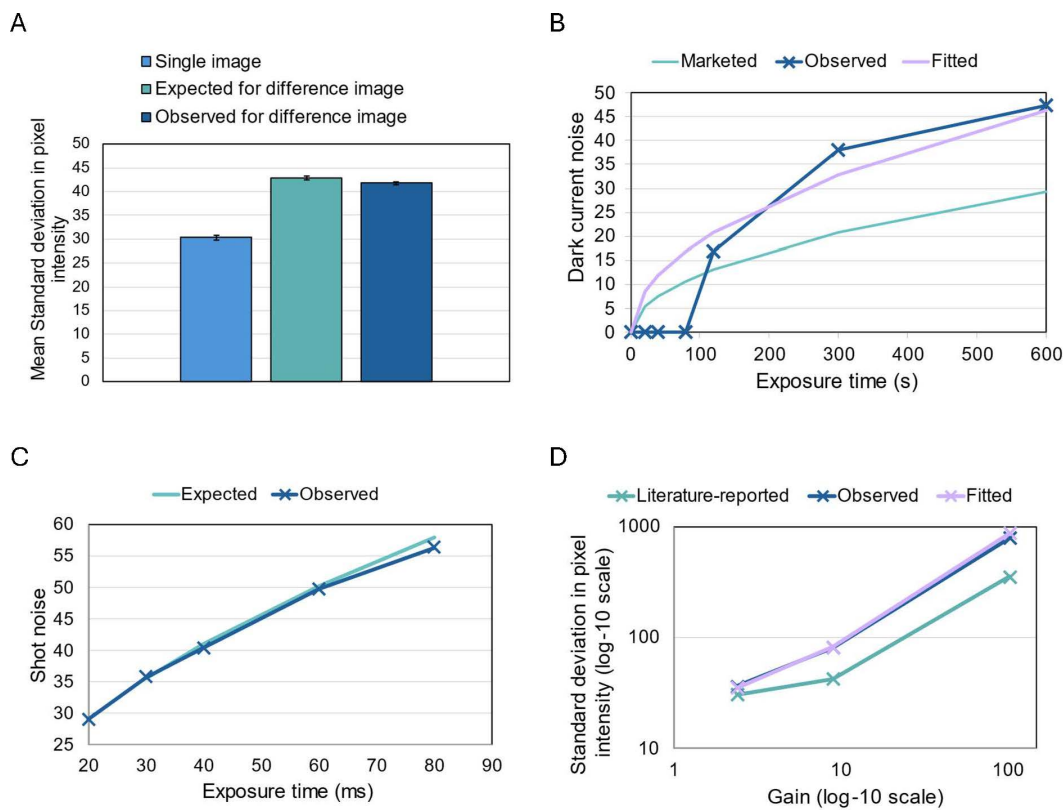 A
Single image
Expected for difference image
Observed for difference image
Mean Standard deviation in pixel
intensity
50
45
40
35
30
25
20
15
10
5
0
B
Marketed Observed Fitted
Dark current noise
50
45
40
35
30
25
20
15
10
5
0
0 100 200 300 400 500 600
Exposure time (s)
C
Expected Observed
Shot noise
60
55
50
45
40
35
30
25
20 30 40 50 60 70 80 90
Exposure time (ms)
D
Literature-reported Observed Fitted
Standard deviation in pixel
intensity (log-10 scale)
1000
100
10
1 10 100
Gain (log-10 scale)